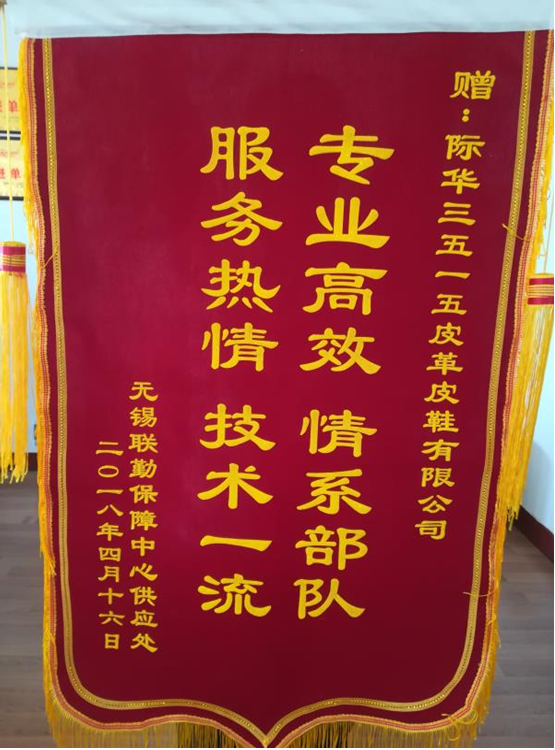 赠：际华三五一五皮革皮鞋有限公司
专业高效 情系部队
服务热情 技术一流
无锡联勤保障中心供应处
二〇一八年四月十六日